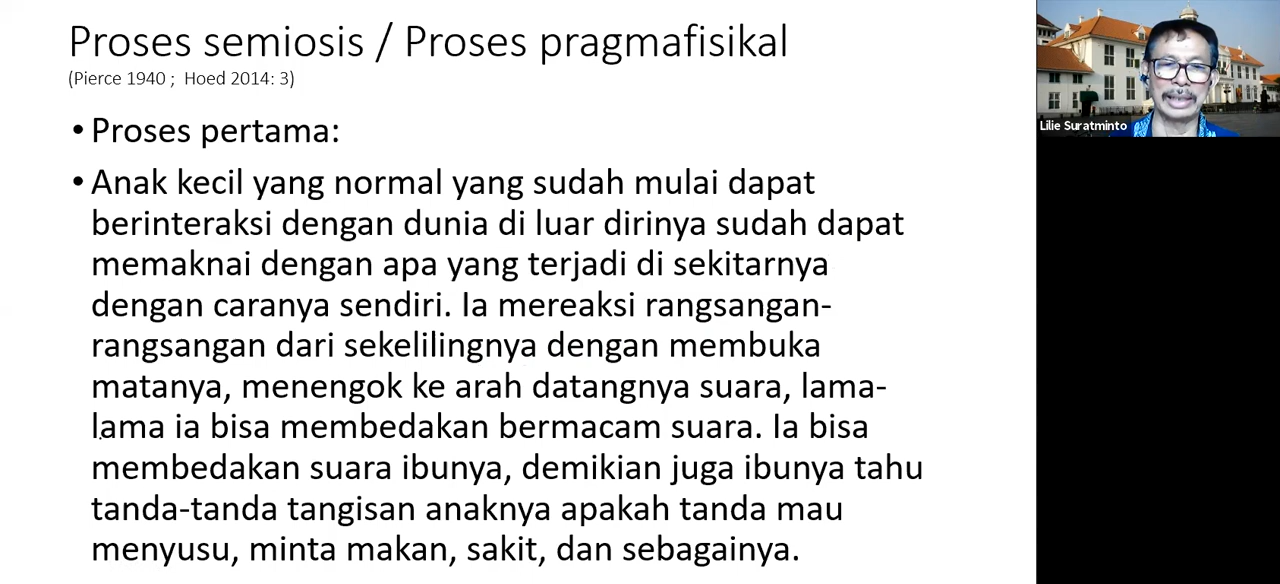 Proses semiosis / Proses pragmafisikal
(Pierce 1940 ; Hoed 2014: 3)
• Proses pertama:
• Anak kecil yang normal yang sudah mulai dapat
berinteraksi dengan dunia di luar dirinya sudah dapat
memaknai dengan apa yang terjadi di sekitarnya
dengan caranya sendiri. Ia mereaksi rangsangan-
rangsangan dari sekelilingnya dengan membuka
matanya, menengok ke arah datangnya suara, lama-
lama ia bisa membedakan bermacam suara. Ia bisa
membedakan suara ibunya, demikian juga ibunya tahu
tanda-tanda tangisan anaknya apakah tanda mau
menyusu, minta makan, sakit, dan sebagainya.
Lilie Suratminto